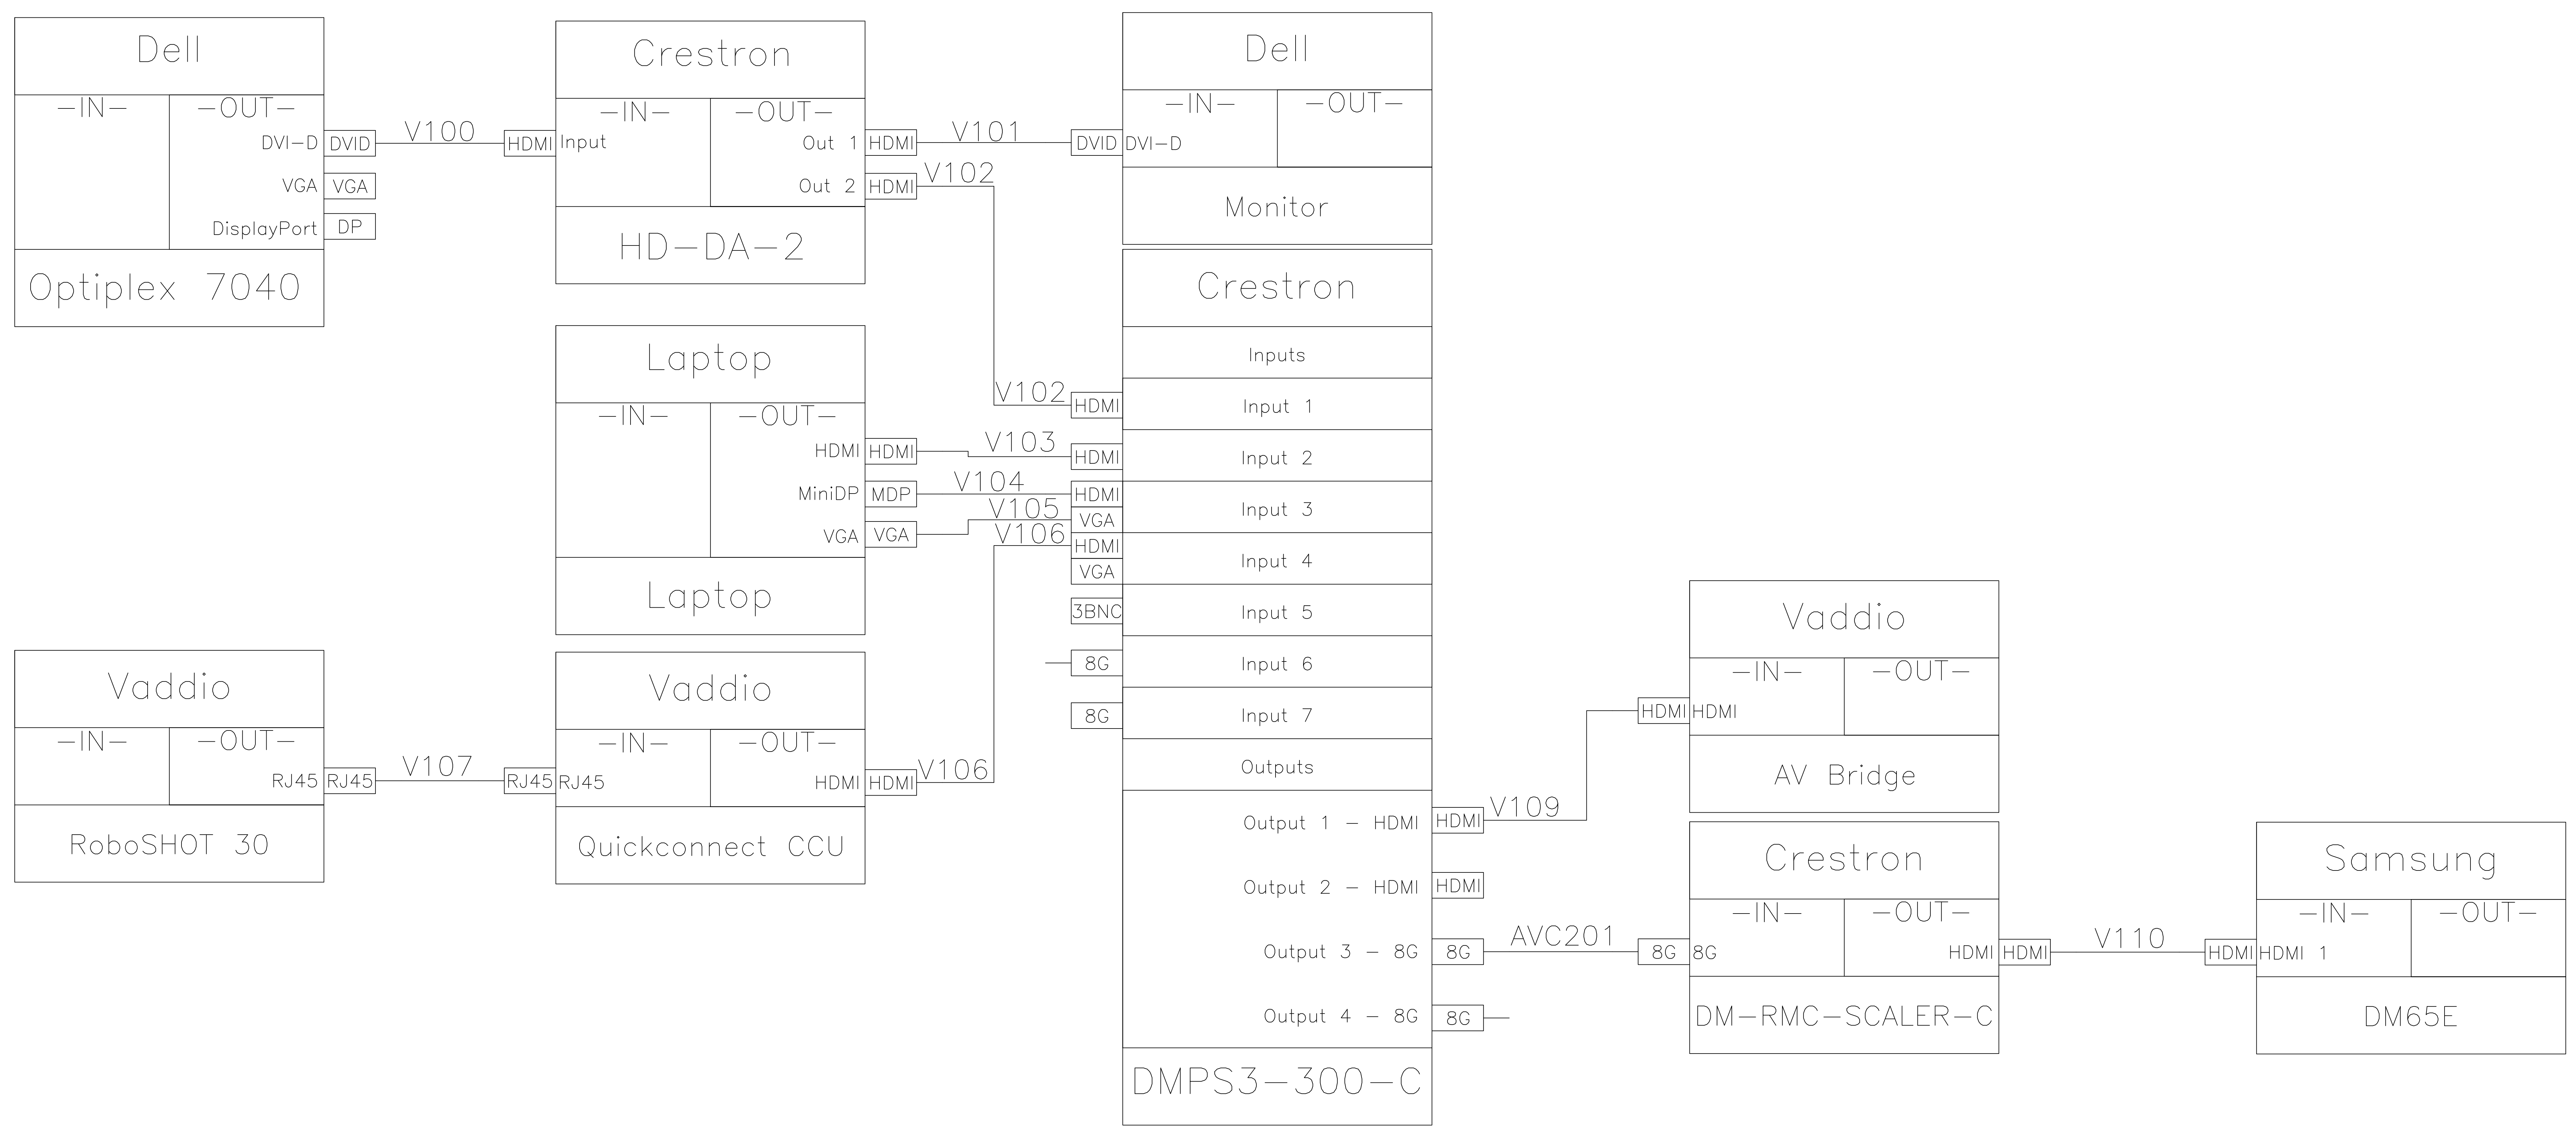 Dell
-IN- -OUT-
DVI-D DVID
VGA VGA
DisplayPort DP
Optiplex 7040
V100
Crestron
-IN- -OUT-
HDMI Input Out 1 HDMI
Out 2 HDMI
HD-DA-2
V101
V102
Dell
-IN- -OUT-
DVID DVI-D
Monitor
Laptop
-IN- -OUT-
HDMI HDMI
MiniDP MDP
VGA VGA
Laptop
V102
V103
V104
V105
V106
Vaddio
-IN- -OUT-
RJ45 RJ45
RoboSHOT 30
V107
Vaddio
-IN- -OUT-
RJ45 RJ45 HDMI HDMI
Quickconnect CCU
V106
Crestron
Inputs
HDMI Input 1
HDMI Input 2
HDMI
VGA
Input 3
HDMI
VGA
Input 4
3BNC Input 5
8G Input 6
8G Input 7
Outputs
Output 1 - HDMI HDMI
Output 2 - HDMI HDMI
Output 3 - 8G 8G
Output 4 - 8G 8G
DMPS3-300-C
V109
AVC201
Vaddio
-IN- -OUT-
HDMI HDMI
AV Bridge
Crestron
-IN- -OUT-
8G 8G HDMI HDMI
DM-RMC-SCALER-C
V110
Samsung
-IN- -OUT-
HDMI HDMI 1
DM65E